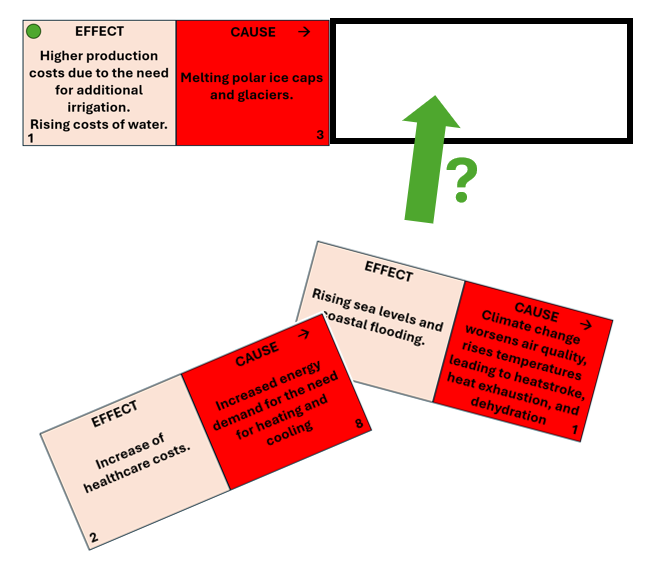 EFFECT
Higher production
costs due to the need
for additional
irrigation.
Rising costs of water.
1
CAUSE →
Melting polar ice caps
and glaciers.
3
?
EFFECT
Rising sea levels and
coastal flooding.
CAUSE →
Climate change
worsens air quality,
rises temperatures
leading to heatstroke,
heat exhaustion, and
dehydration
1
EFFECT
Increase of
healthcare costs.
2
CAUSE →
Increased energy
demand for the need
for heating and
cooling
8